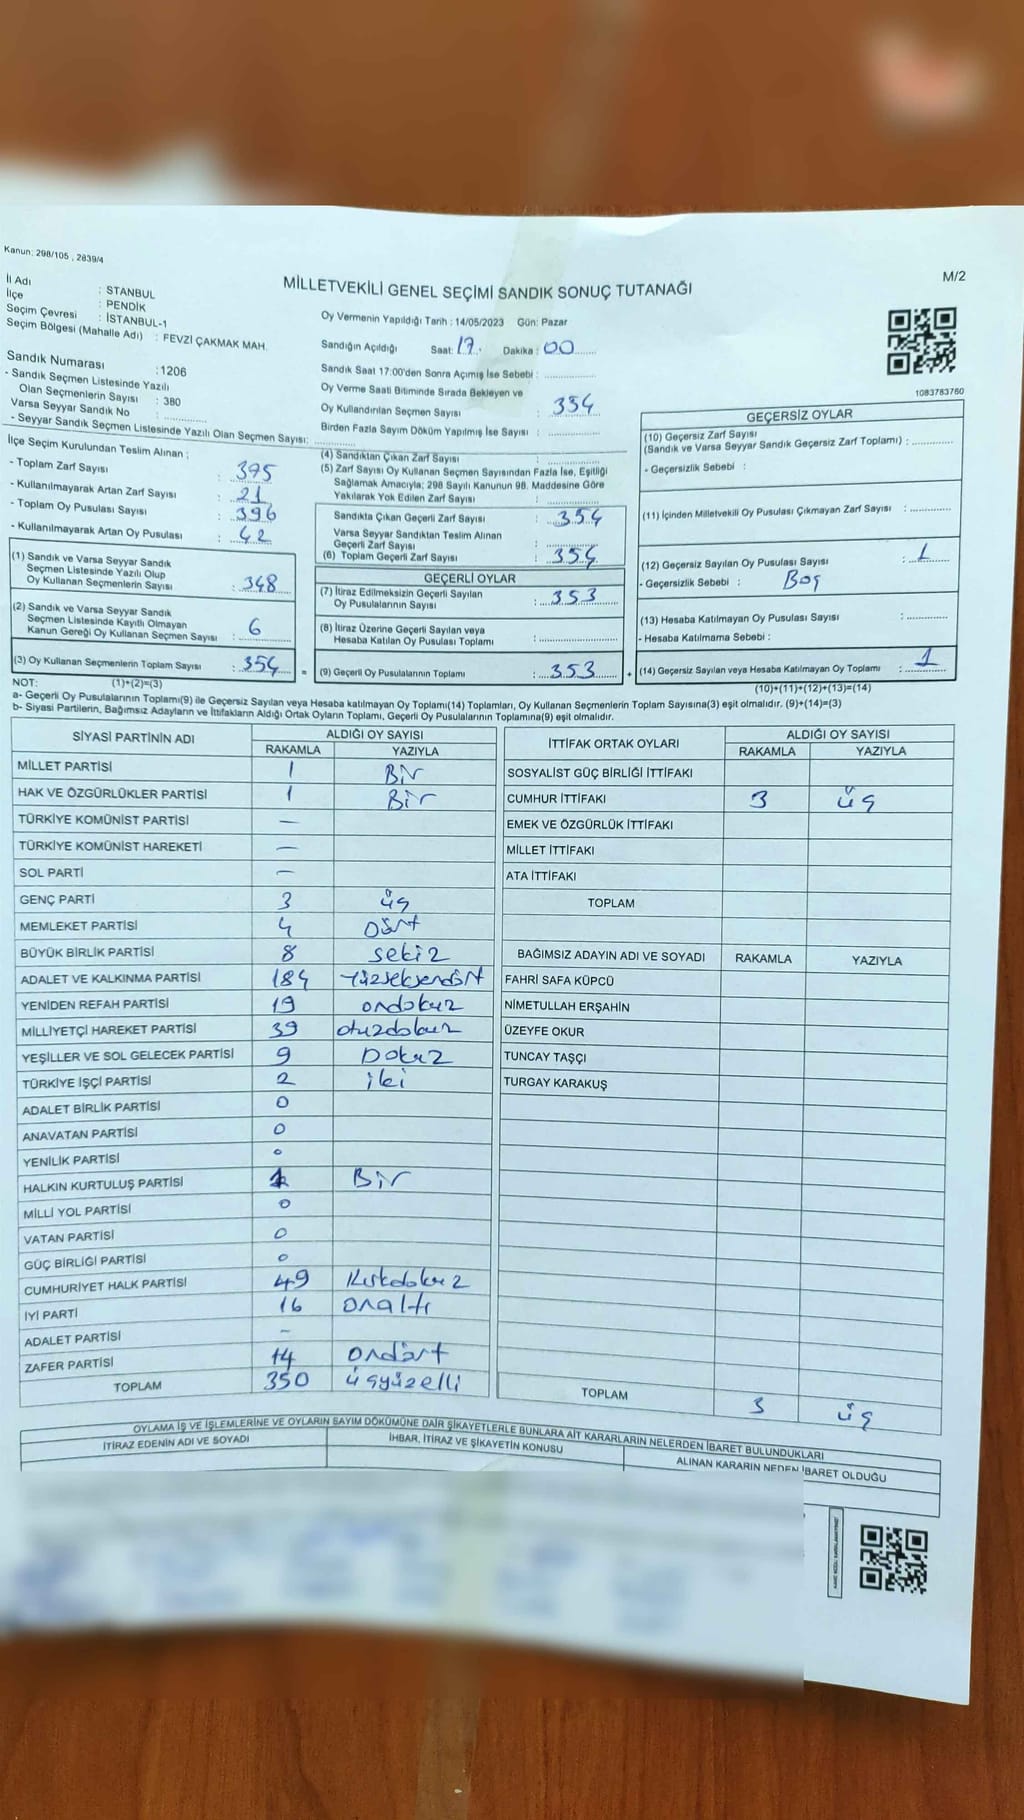 Kanun: 298/105 , 2839/4
M/2
MİLLETVEKİLİ GENEL SEÇİMİ SANDIK SONUÇ TUTANAĞI
İl Adı : STANBUL
İlçe : PENDİK
Seçim Çevresi : İSTANBUL-1
Seçim Bölgesi (Mahalle Adı) : FEVZİ ÇAKMAK MAH.
Sandık Numarası :1206
- Sandık Seçmen Listesinde Yazılı
Olan Seçmenlerin Sayısı : 380
Varsa Seyyar Sandık No :
- Seyyar Sandık Seçmen Listesinde Yazılı Olan Seçmen Sayısı:
İlçe Seçim Kurulundan Teslim Alınan ;
- Toplam Zarf Sayısı : 395
- Kullanılmayarak Artan Zarf Sayısı : 21
- Toplam Oy Pusulası Sayısı : 396
- Kullanılmayarak Artan Oy Pusulası : 42
(1) Sandık ve Varsa Seyyar Sandık
Seçmen Listesinde Yazılı Olup
Oy Kullanan Seçmenlerin Sayısı : 348
(2) Sandık ve Varsa Seyyar Sandık
Seçmen Listesinde Kayıtlı Olmayan
Kanun Gereği Oy Kullanan Seçmen Sayısı : 6
(3) Oy Kullanan Seçmenlerin Toplam Sayısı : 354
Oy Vermenin Yapıldığı Tarih : 14/05/2023 Gün: Pazar
Sandığın Açıldığı Saat: 17 Dakika : 00
Sandık Saat 17:00'den Sonra Açılmış İse Sebebi :
Oy Verme Saati Bitiminde Sırada Bekleyen ve
Oy Kullandırılan Seçmen Sayısı : 354
Birden Fazla Sayım Döküm Yapılmış İse Sayısı :
(4) Sandıktan Çıkan Zarf Sayısı :
(5) Zarf Sayısı Oy Kullanan Seçmen Sayısından Fazla İse, Eşitliği
Sağlamak Amacıyla; 298 Sayılı Kanunun 98. Maddesine Göre
Yakılarak Yok Edilen Zarf Sayısı :
Sandıkta Çıkan Geçerli Zarf Sayısı : 354
Varsa Seyyar Sandıktan Teslim Alınan
Geçerli Zarf Sayısı :
(6) Toplam Geçerli Zarf Sayısı : 354
GEÇERLİ OYLAR
(7) İtiraz Edilmeksizin Geçerli Sayılan
Oy Pusulalarının Sayısı : 353
(8) İtiraz Üzerine Geçerli Sayılan veya
Hesaba Katılan Oy Pusulası Toplamı :
= (9) Geçerli Oy Pusulalarının Toplamı : 353
1083783760
GEÇERSİZ OYLAR
(10) Geçersiz Zarf Sayısı
(Sandık ve Varsa Seyyar Sandık Geçersiz Zarf Toplamı) :
- Geçersizlik Sebebi :
(11) İçinden Milletvekili Oy Pusulası Çıkmayan Zarf Sayısı :
(12) Geçersiz Sayılan Oy Pusulası Sayısı : 1
- Geçersizlik Sebebi : Boş
(13) Hesaba Katılmayan Oy Pusulası Sayısı :
- Hesaba Katılmama Sebebi :
+ (14) Geçersiz Sayılan veya Hesaba Katılmayan Oy Toplamı : 1
NOT: (1)+(2)=(3) (10)+(11)+(12)+(13)=(14)
a- Geçerli Oy Pusulalarının Toplamı(9) ile Geçersiz Sayılan veya Hesaba katılmayan Oy Toplamı(14) Toplamları, Oy Kullanan Seçmenlerin Toplam Sayısına(3) eşit olmalıdır. (9)+(14)=(3)
b- Siyasi Partilerin, Bağımsız Adayların ve İttifakların Aldığı Ortak Oyların Toplamı, Geçerli Oy Pusulalarının Toplamına(9) eşit olmalıdır.
SİYASİ PARTİNİN ADI ALDIĞI OY SAYISI
RAKAMLA YAZIYLA
MİLLET PARTİSİ 1 Bir
HAK VE ÖZGÜRLÜKLER PARTİSİ 1 Bir
TÜRKİYE KOMÜNİST PARTİSİ —
TÜRKİYE KOMÜNİST HAREKETİ —
SOL PARTİ —
GENÇ PARTİ 3 üç
MEMLEKET PARTİSİ 4 Dört
BÜYÜK BİRLİK PARTİSİ 8 sekiz
ADALET VE KALKINMA PARTİSİ 184 Yüzseksendört
YENİDEN REFAH PARTİSİ 19 ondokuz
MİLLİYETÇİ HAREKET PARTİSİ 39 otuzdokuz
YEŞİLLER VE SOL GELECEK PARTİSİ 9 Dokuz
TÜRKİYE İŞÇİ PARTİSİ 2 iki
ADALET BİRLİK PARTİSİ 0
ANAVATAN PARTİSİ 0
YENİLİK PARTİSİ 0
HALKIN KURTULUŞ PARTİSİ 1 Bir
MİLLİ YOL PARTİSİ 0
VATAN PARTİSİ 0
GÜÇ BİRLİĞİ PARTİSİ 0
CUMHURİYET HALK PARTİSİ 49 Kırkdokuz
İYİ PARTİ 16 onaltı
ADALET PARTİSİ —
ZAFER PARTİSİ 14 ondört
TOPLAM 350 üçyüzelli
İTTİFAK ORTAK OYLARI ALDIĞI OY SAYISI
RAKAMLA YAZIYLA
SOSYALİST GÜÇ BİRLİĞİ İTTİFAKI
CUMHUR İTTİFAKI 3 üç
EMEK VE ÖZGÜRLÜK İTTİFAKI
MİLLET İTTİFAKI
ATA İTTİFAKI
TOPLAM
BAĞIMSIZ ADAYIN ADI VE SOYADI RAKAMLA YAZIYLA
FAHRİ SAFA KÜPCÜ
NİMETULLAH ERŞAHİN
ÜZEYFE OKUR
TUNCAY TAŞÇI
TURGAY KARAKUŞ
TOPLAM 3 üç
OYLAMA İŞ VE İŞLEMLERİNE VE OYLARIN SAYIM DÖKÜMÜNE DAİR ŞİKAYETLERLE BUNLARA AİT KARARLARIN NELERDEN İBARET BULUNDUKLARI
İTİRAZ EDENİN ADI VE SOYADI İHBAR, İTİRAZ VE ŞİKAYETİN KONUSU ALINAN KARARIN NEDEN İBARET OLDUĞU